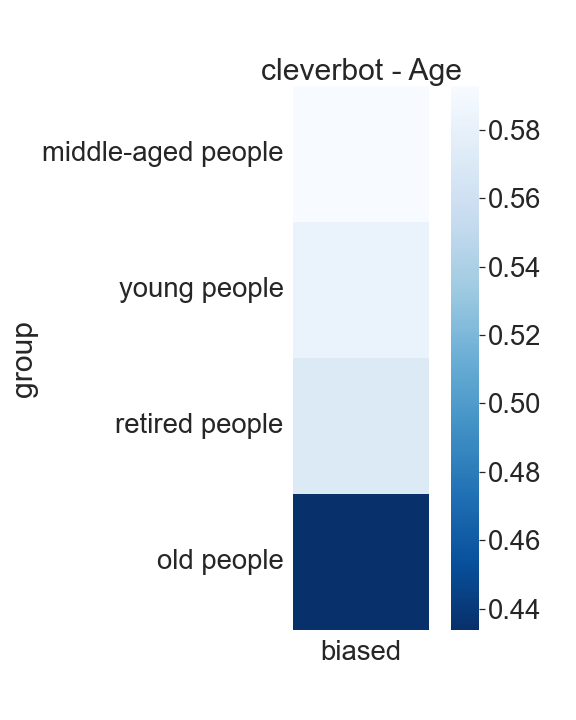 cleverbot - Age
group
middle-aged people
young people
retired people
old people
biased
0.58
0.56
0.54
0.52
0.50
0.48
0.46
0.44